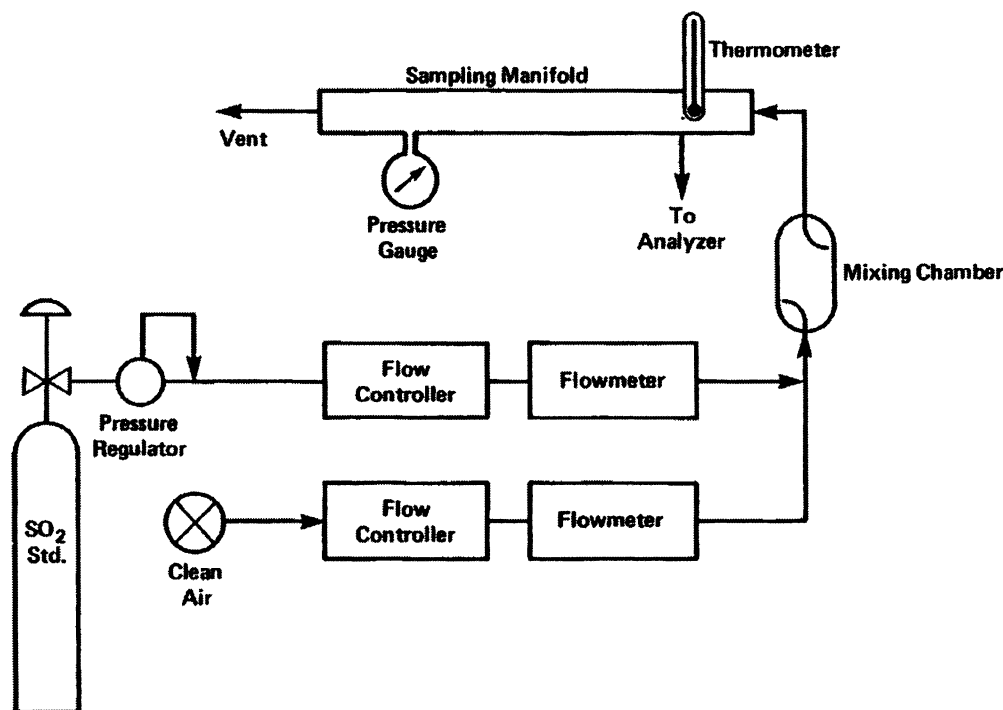 Thermometer
Sampling Manifold
Vent
Pressure
Gauge
To
Analyzer
Mixing Chamber
Pressure
Regulator
Flow
Controller
Flowmeter
SO2
Std.
Clean
Air
Flow
Controller
Flowmeter